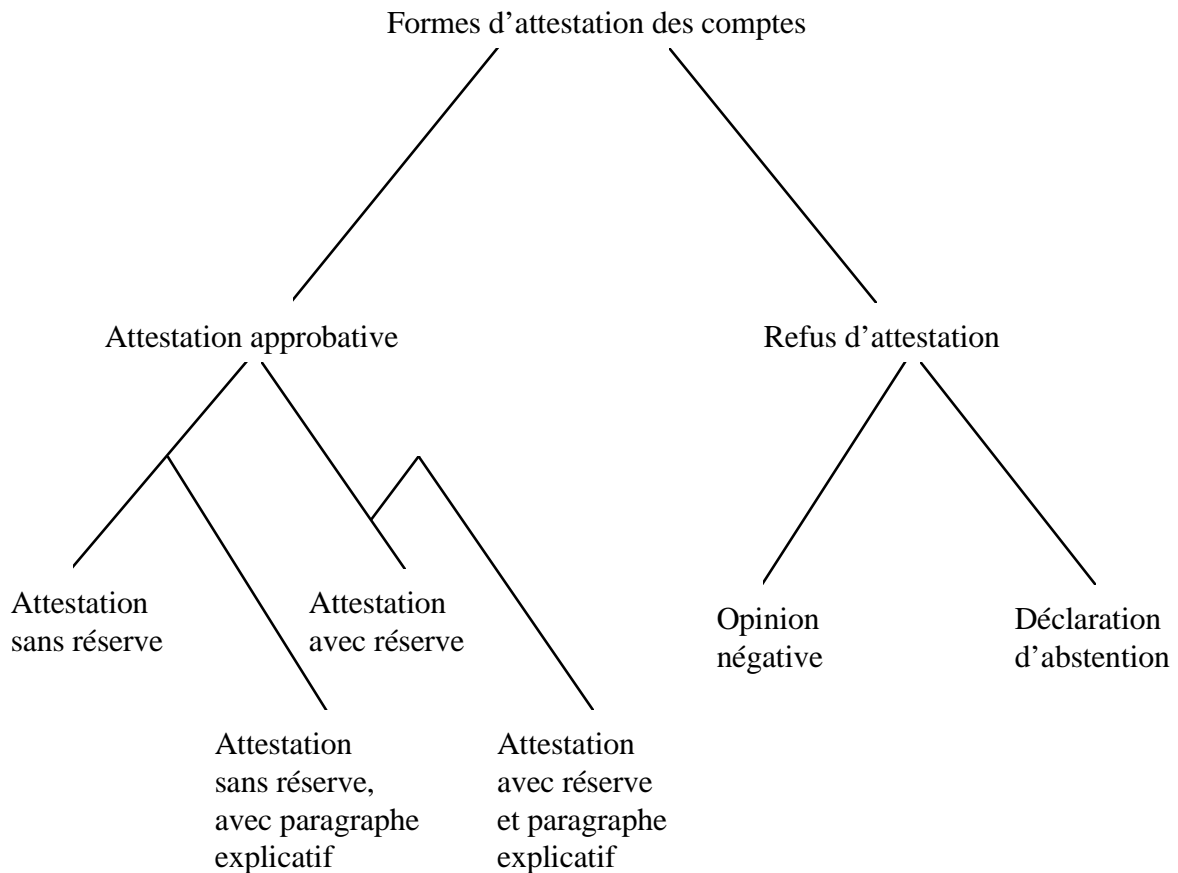 Formes d’attestation des comptes
Attestation approbative
Refus d’attestation
Attestation
sans réserve
Attestation
avec réserve
Opinion
négative
Déclaration
d’abstention
Attestation
sans réserve,
avec paragraphe
explicatif
Attestation
avec réserve
et paragraphe
explicatif